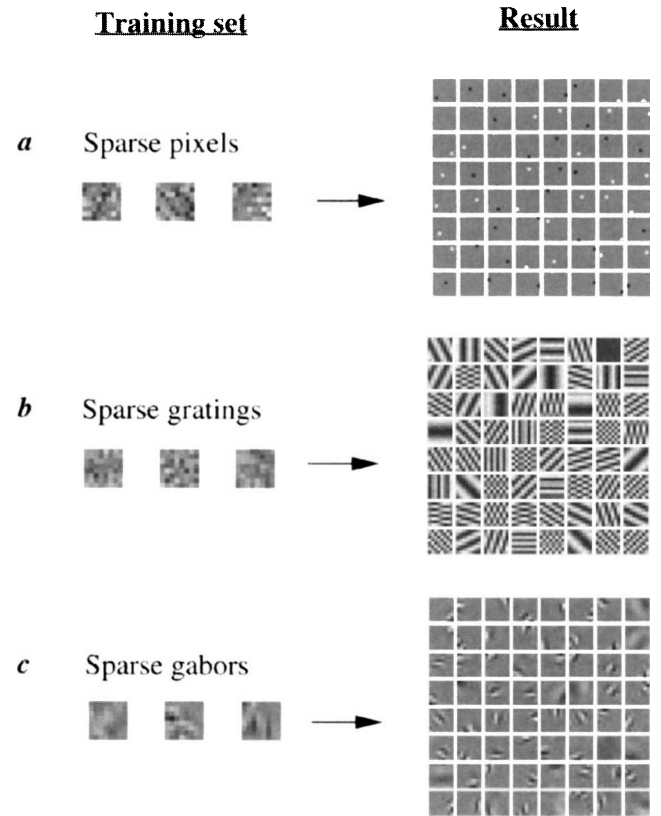 Training set
Result
a Sparse pixels
b Sparse gratings
c Sparse gabors